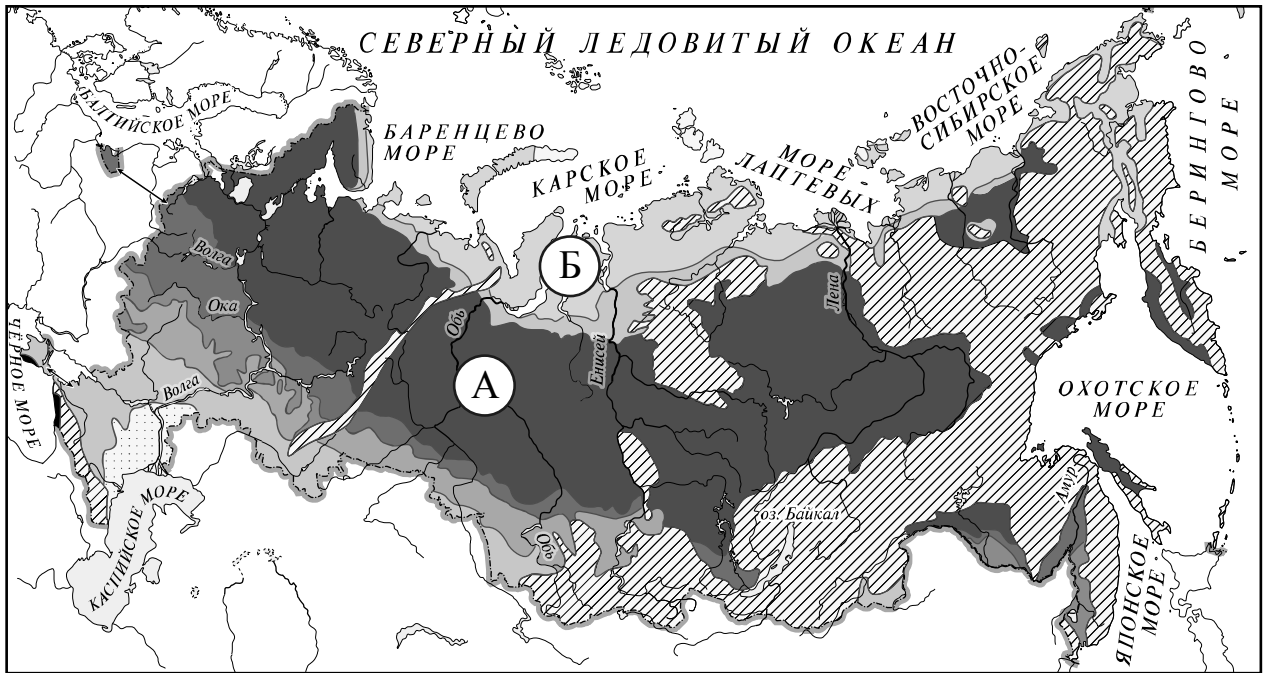 СЕВЕРНЫЙ ЛЕДОВИТЫЙ ОКЕАН
БАЛТИЙСКОЕ МОРЕ
БАРЕНЦЕВО
МОРЕ
КАРСКОЕ
МОРЕ
МОРЕ
ЛАПТЕВЫХ
ВОСТОЧНО-
СИБИРСКОЕ
МОРЕ
БЕРИНГОВО
МОРЕ
Б
Волга
Ока
Обь
Енисей
Лена
А
Волга
ЧЁРНОЕ МОРЕ
ОХОТСКОЕ
МОРЕ
КАСПИЙСКОЕ МОРЕ
Обь
оз. Байкал
Амур
ЯПОНСКОЕ
МОРЕ